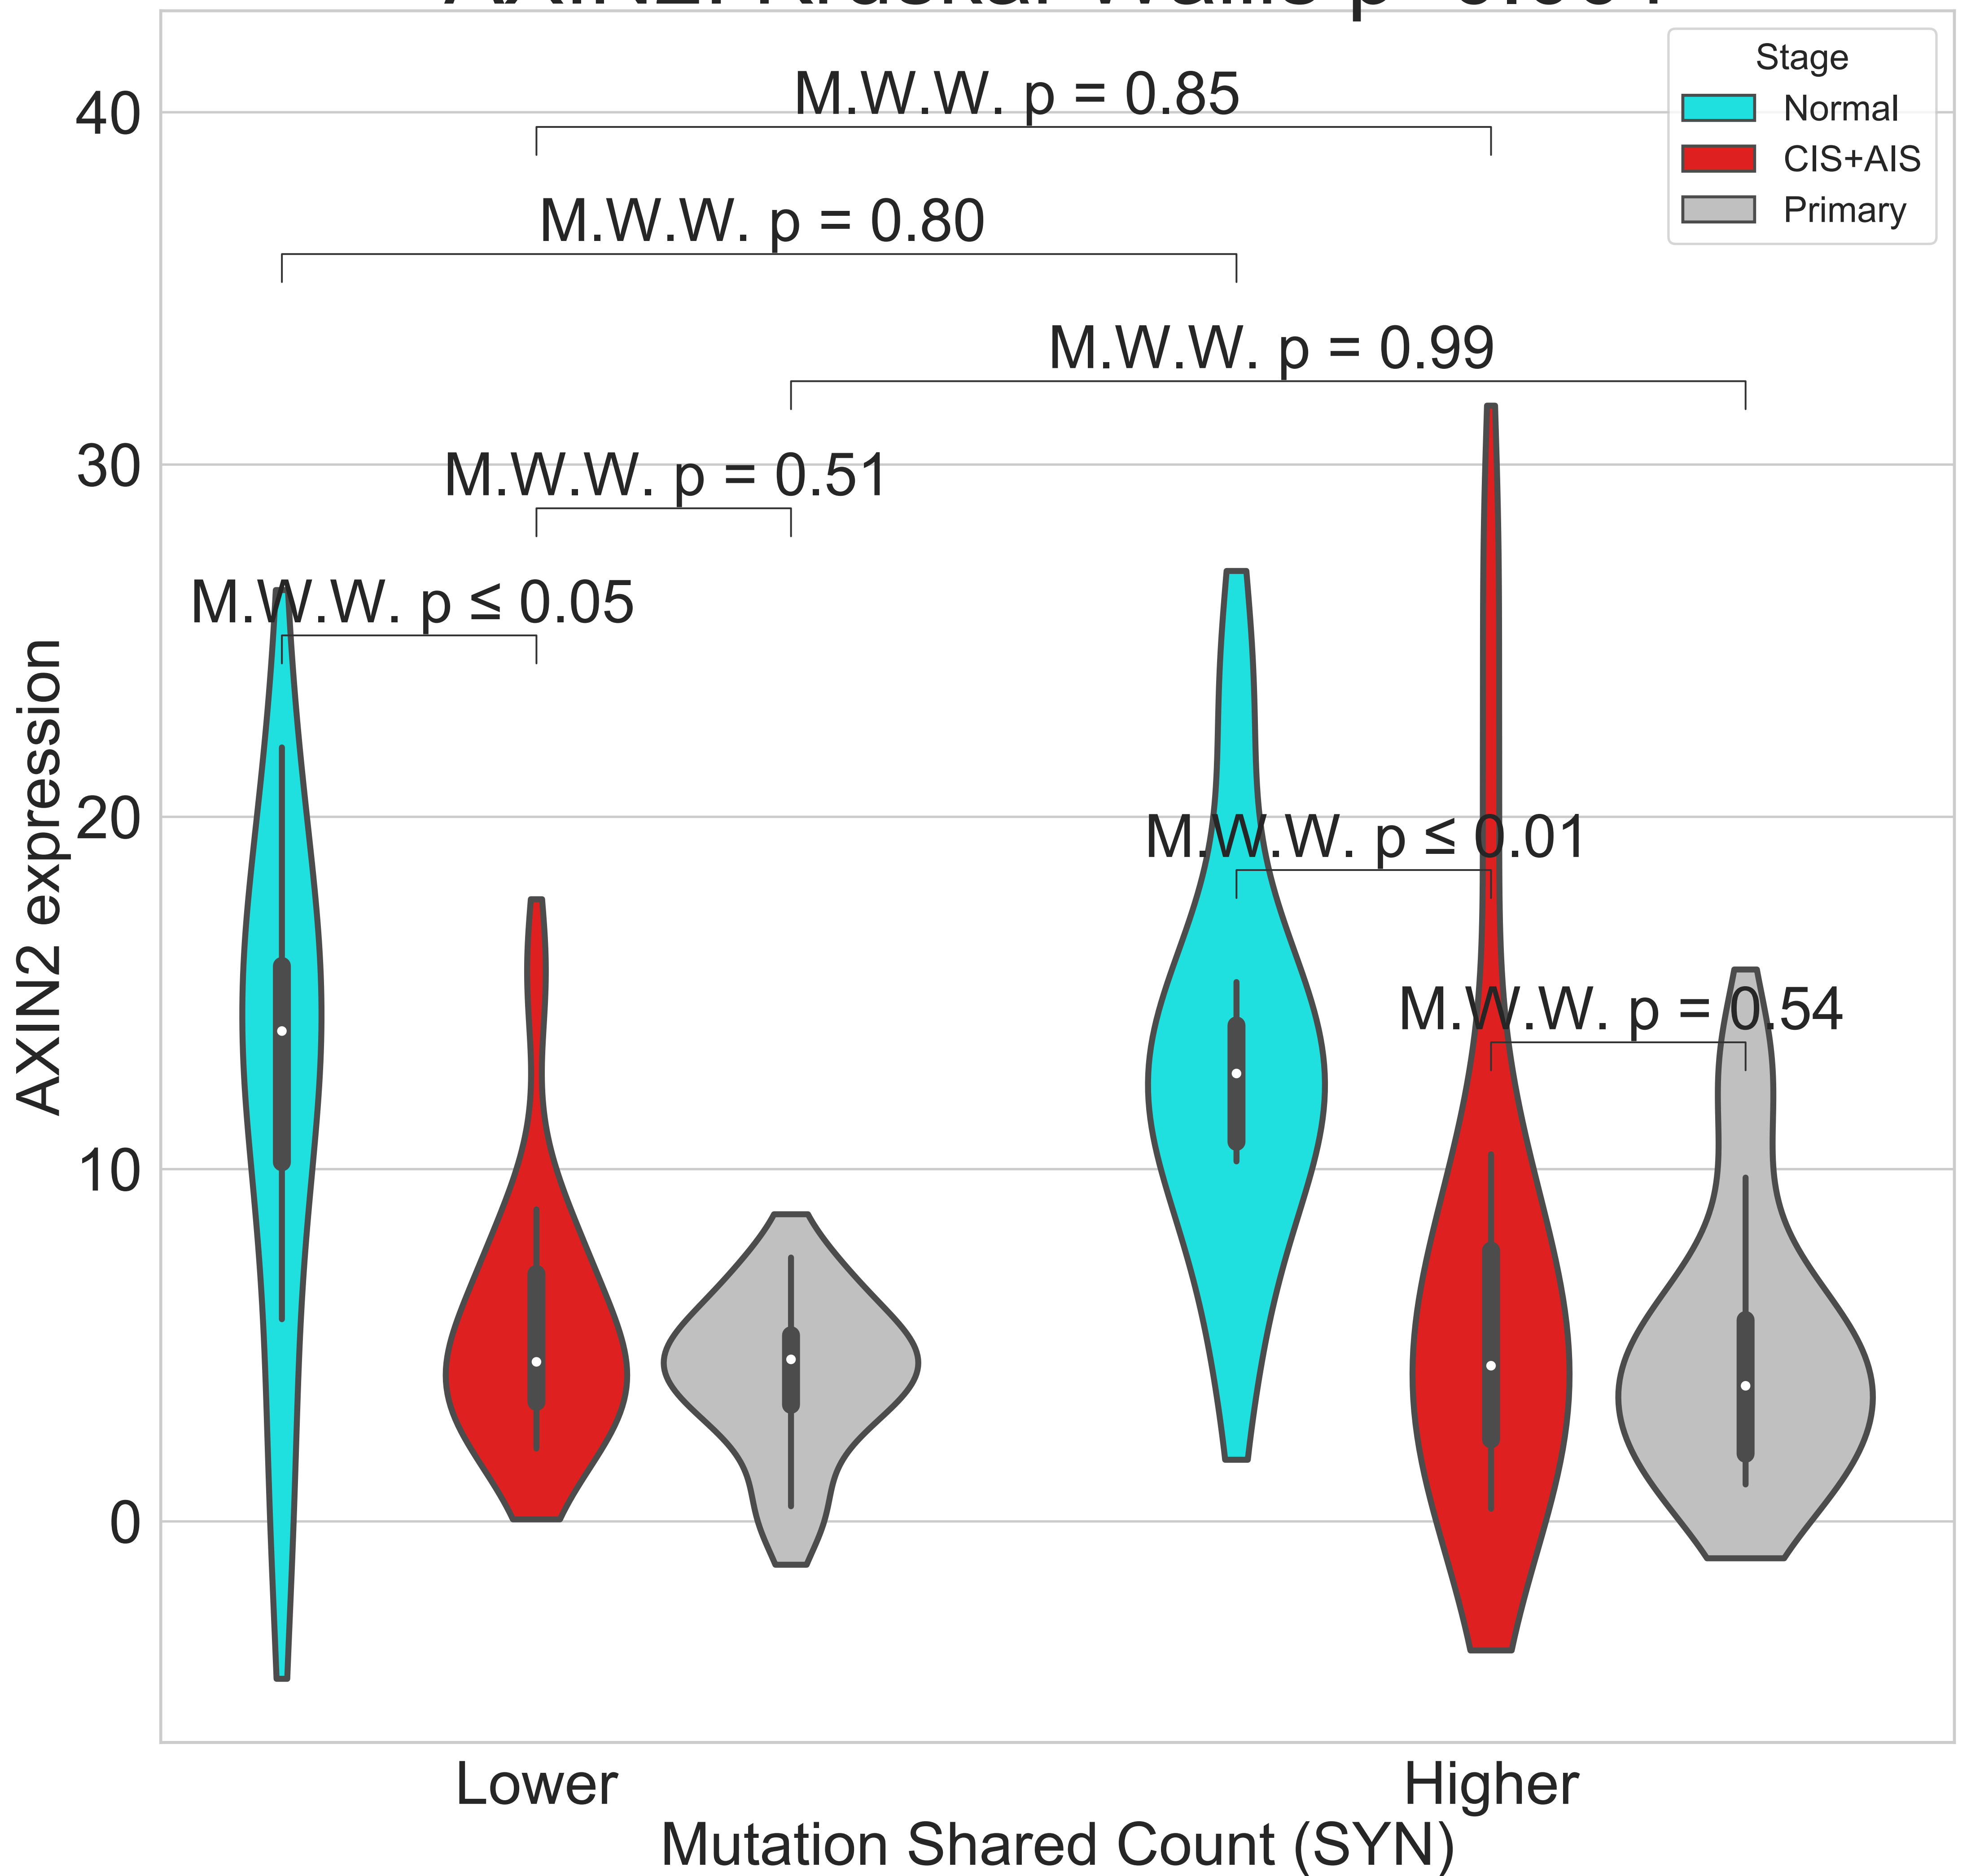 Stage
Normal
CIS+AIS
Primary
M.W.W. p = 0.85
M.W.W. p = 0.80
M.W.W. p = 0.99
M.W.W. p = 0.51
M.W.W. p ≤ 0.05
M.W.W. p ≤ 0.01
M.W.W. p = 0.54
40
30
20
10
0
AXIN2 expression
Lower
Higher
Mutation Shared Count (SYN)